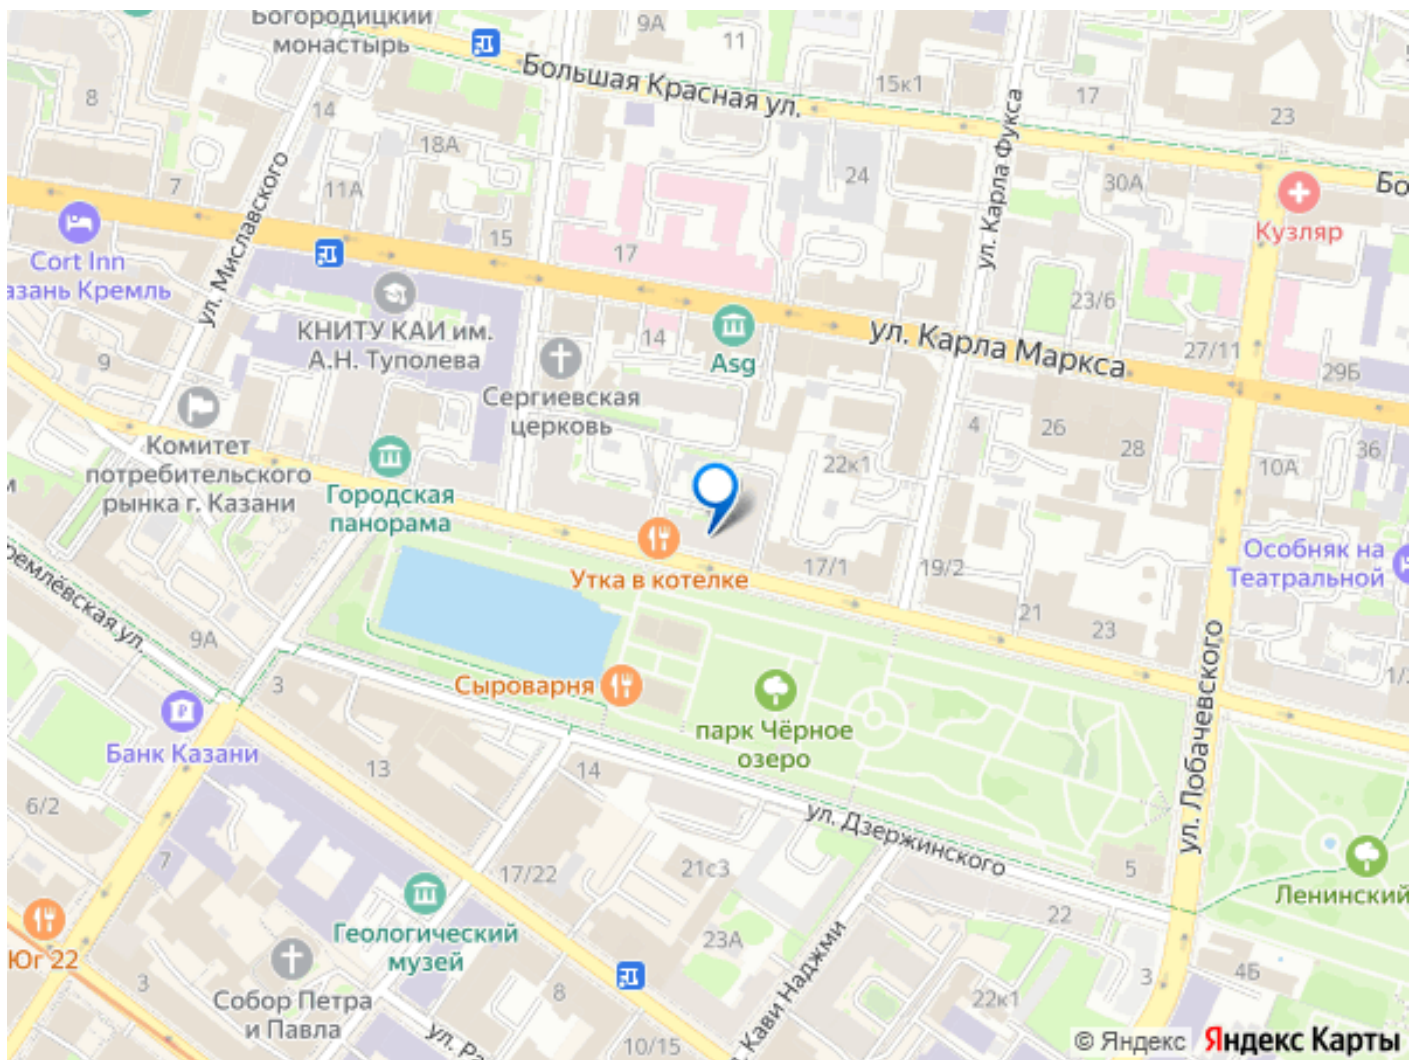 Богородицкий
монастырь
9А
11
Большая Красная ул.
15к1
17
23
8
14
18А
24
ул. Карла Фукса
30А
Бо
Кузляр
7
11А
15
17
ул. Миславского
Cort Inn
азань Кремль
КНИТУ КАИ им.
А.Н. Туполева
14
Asg
ул. Карла Маркса
23/6
27/11
29Б
9
Сергиевская
церковь
Комитет
потребительского
рынка г. Казани
Городская
панорама
22к1
4
26
28
10А
36
м
Утка в котелке
17/1
19/2
21
23
Особняк на
Театральной
ремлёвская ул.
9А
3
Сыроварня
парк Чёрное
озеро
ул. Лобачевского
1/
Банк Казани
13
14
6/2
7
17/22
21с3
ул. Дзержинского
5
Ленинский
22
Геологический
музей
23А
Юг 22
3
Собор Петра
и Павла
8
ул. Ра
10/15
. Кави Наджми
22к1
3
4Б
© Яндекс
Яндекс Карты